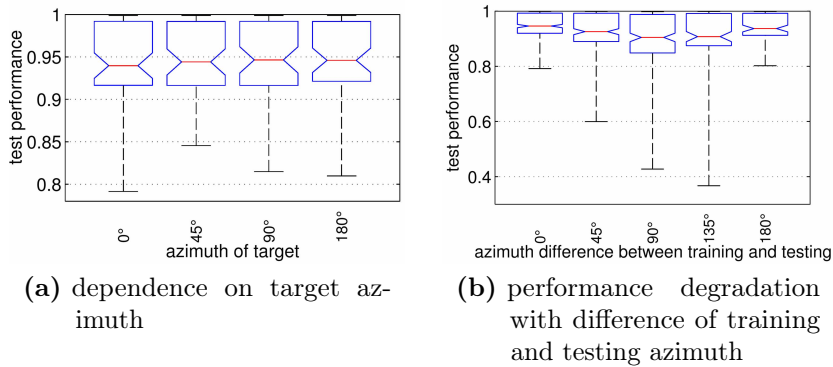 1
0.95
0.9
0.85
0.8
test performance
0° 45° 90° 180°
azimuth of target
(a) dependence on target az-
imuth
1
0.8
0.6
0.4
test performance
0° 45° 90° 135° 180°
azimuth difference between training and testing
(b) performance degradation
with difference of training
and testing azimuth